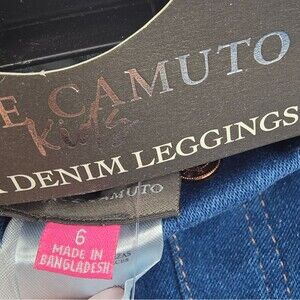 E CAMUTO
Kids
DENIM LEGGINGS
CAMUTO
6
MADE IN
BANGLADESH